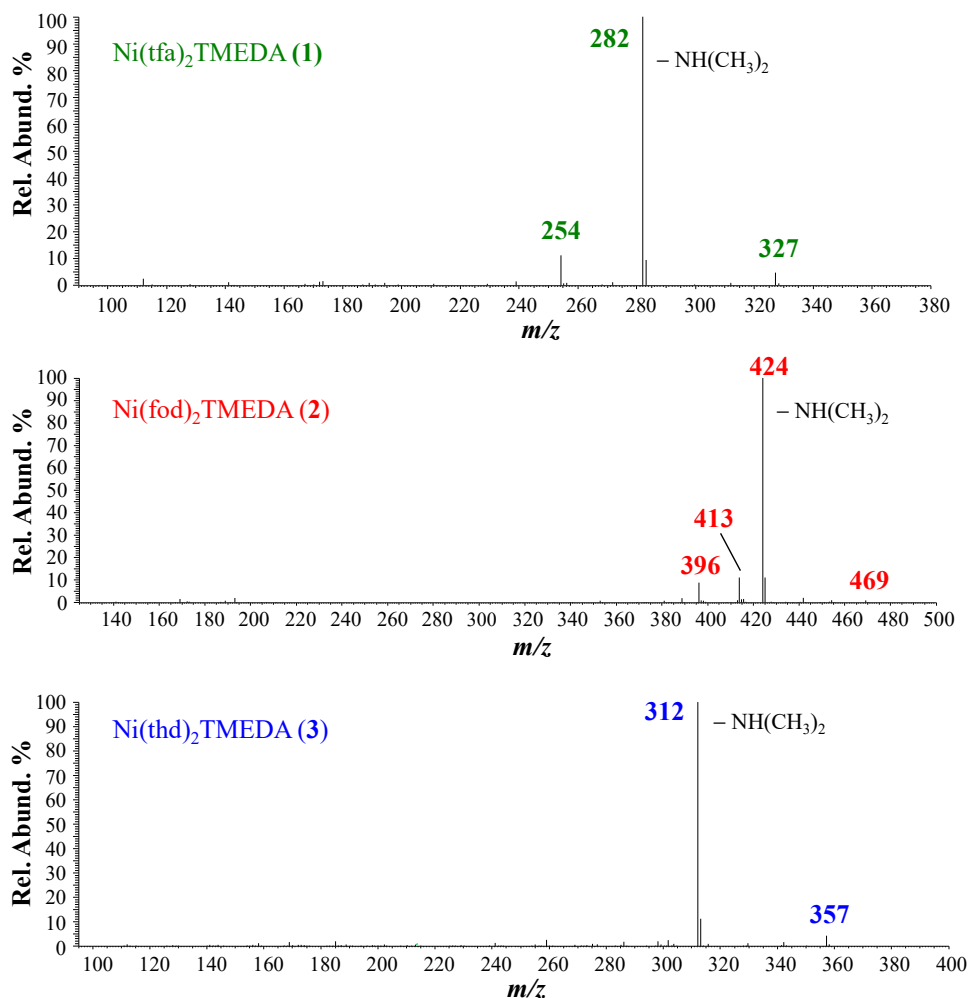 Rel. Abund. %
100
90
80
70
60
50
40
30
20
10
0
Ni(tfa)₂TMEDA (1)
282
– NH(CH₃)₂
254
327
100 120 140 160 180 200 220 240 260 280 300 320 340 360 380
m/z
Rel. Abund. %
100
90
80
70
60
50
40
30
20
10
0
Ni(fod)₂TMEDA (2)
424
– NH(CH₃)₂
413
396
469
140 160 180 200 220 240 260 280 300 320 340 360 380 400 420 440 460 480 500
m/z
Rel. Abund. %
100
90
80
70
60
50
40
30
20
10
0
Ni(thd)₂TMEDA (3)
312
– NH(CH₃)₂
357
100 120 140 160 180 200 220 240 260 280 300 320 340 360 380 400
m/z